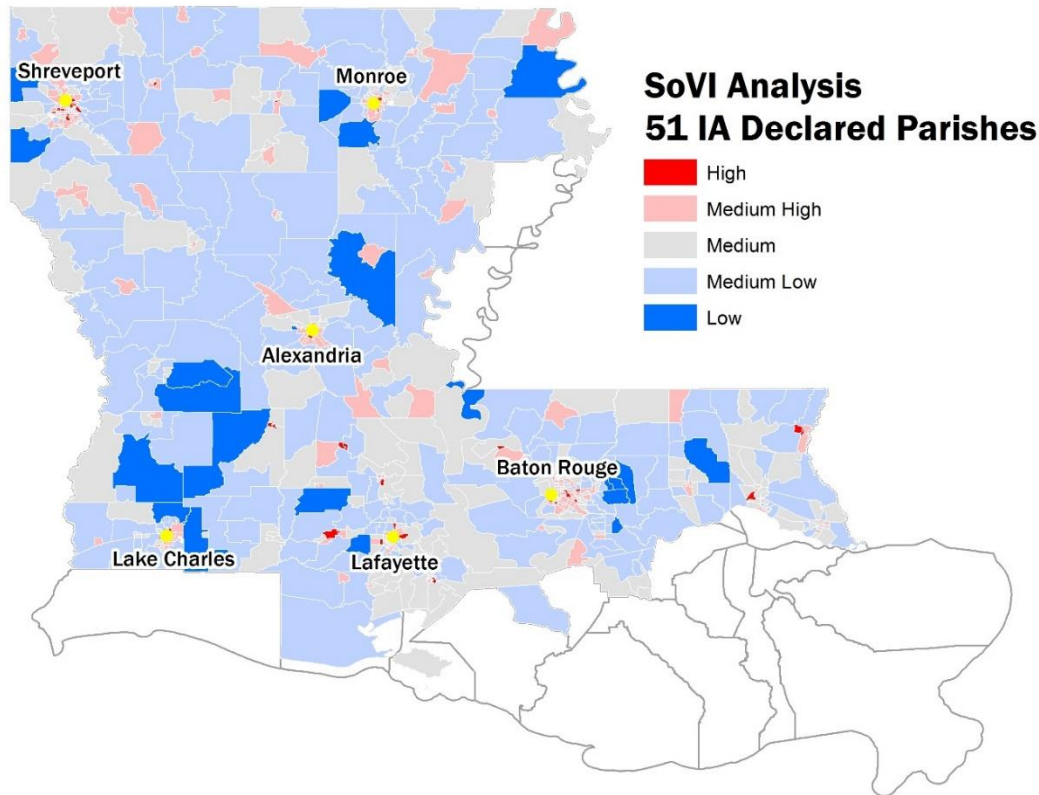 Shreveport
Monroe
SoVI Analysis
51 IA Declared Parishes
High
Medium High
Medium
Medium Low
Low
Alexandria
Baton Rouge
Lake Charles
Lafayette